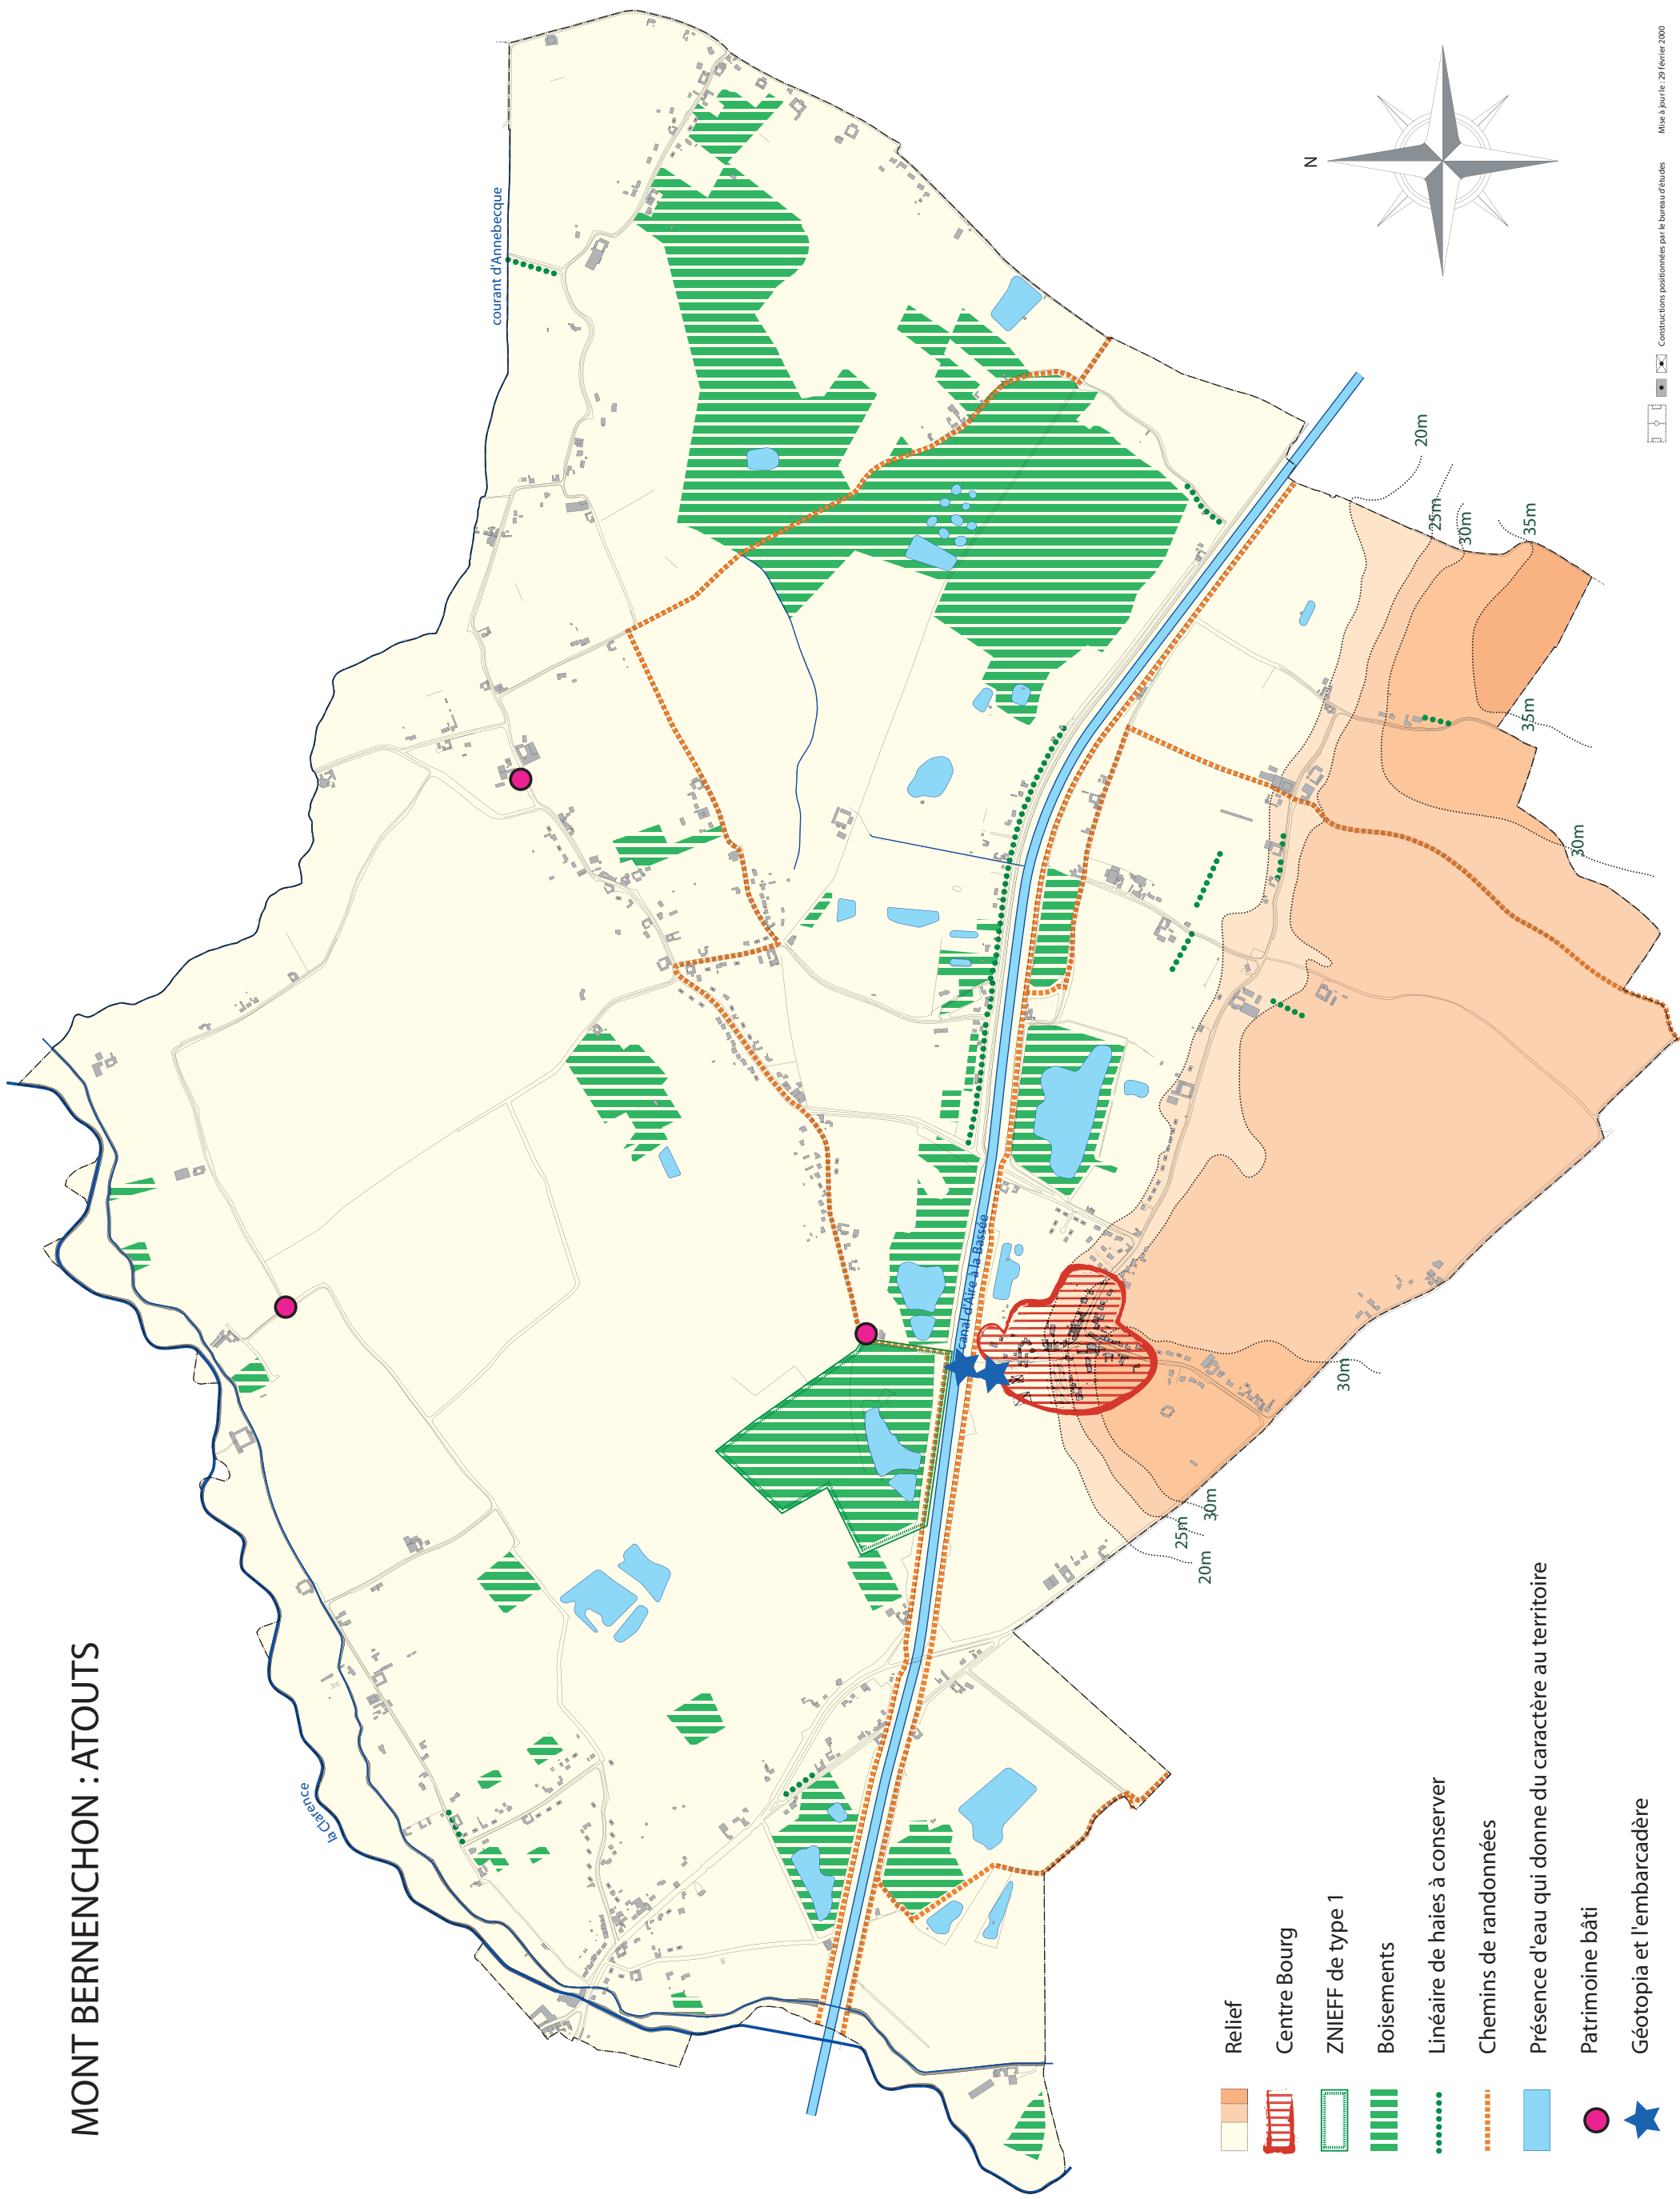 MONT BERNENCHON : ATOUTS
la Clarence
courant d'Annebecque
canal d'Aire à la Bassée
N
20m
25m
30m
35m
35m
30m
30m
30m
25m
20m
Relief
Centre Bourg
ZNIEFF de type 1
Boisements
Linéaire de haies à conserver
Chemins de randonnées
Présence d'eau qui donne du caractère au territoire
Patrimoine bâti
Géotopia et l'embarcadère
Constructions positionnées par le bureau d'études
Mise à jour le : 29 février 2000